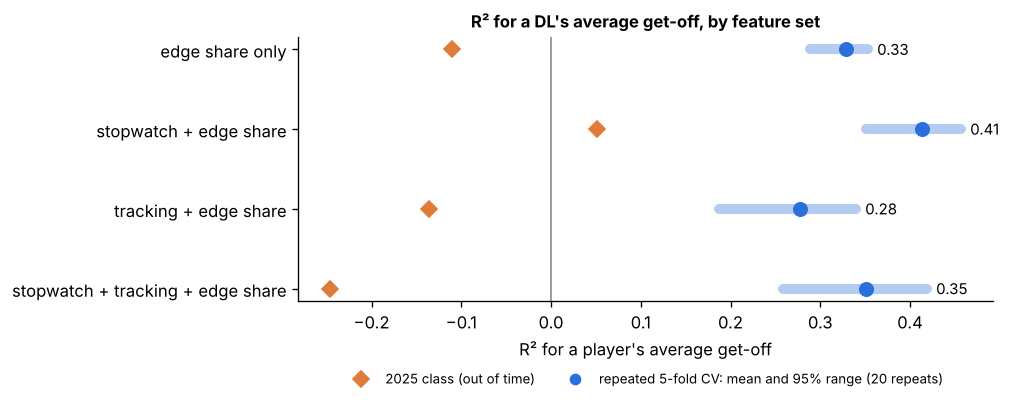 R² for a DL's average get-off, by feature set
edge share only
0.33
stopwatch + edge share
0.41
tracking + edge share
0.28
stopwatch + tracking + edge share
0.35
−0.2 −0.1 0.0 0.1 0.2 0.3 0.4
R² for a player's average get-off
2025 class (out of time) repeated 5-fold CV: mean and 95% range (20 repeats)